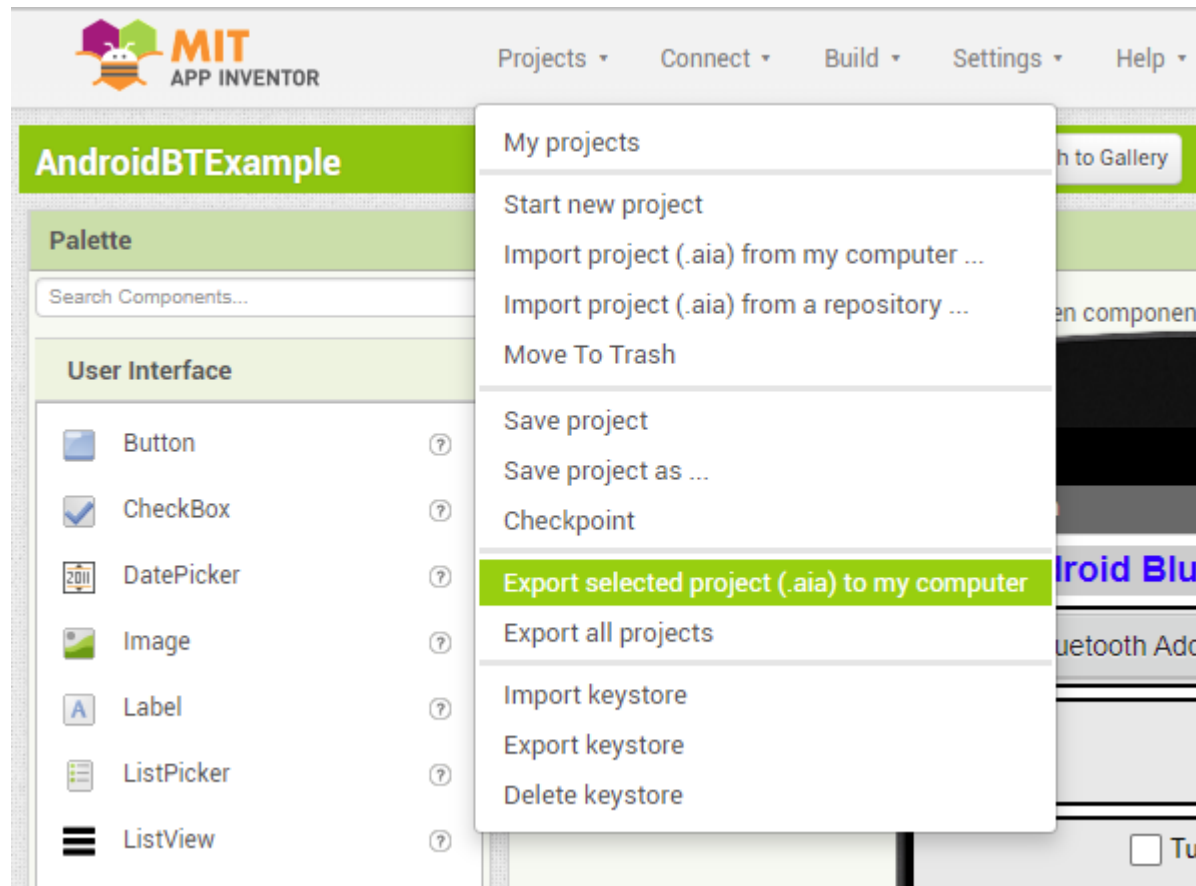 MIT
APP INVENTOR
Projects
Connect
Build
Settings
Help
AndroidBTExample
h to Gallery
My projects
Start new project
Import project (.aia) from my computer ...
Import project (.aia) from a repository ...
Move To Trash
Save project
Save project as ...
Checkpoint
Export selected project (.aia) to my computer
Export all projects
Import keystore
Export keystore
Delete keystore
Palette
Search Components...
User Interface
Button
?
CheckBox
?
2011
DatePicker
?
Image
?
A
Label
?
ListPicker
?
ListView
?
en componen
roid Blu
uetooth Add
Tu